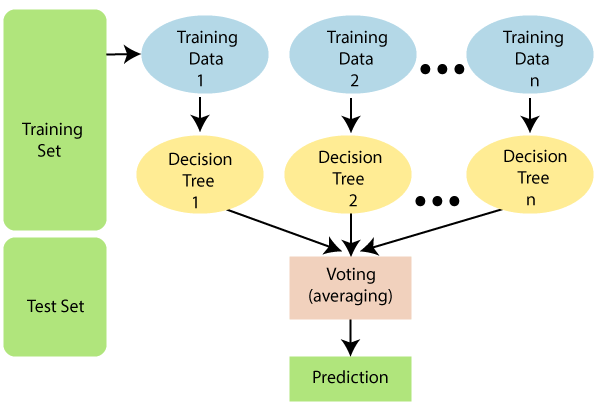 Training
Set
Training
Data
1
Training
Data
2
Training
Data
n
Decision
Tree
1
Decision
Tree
2
Decision
Tree
n
Test Set
Voting
(averaging)
Prediction